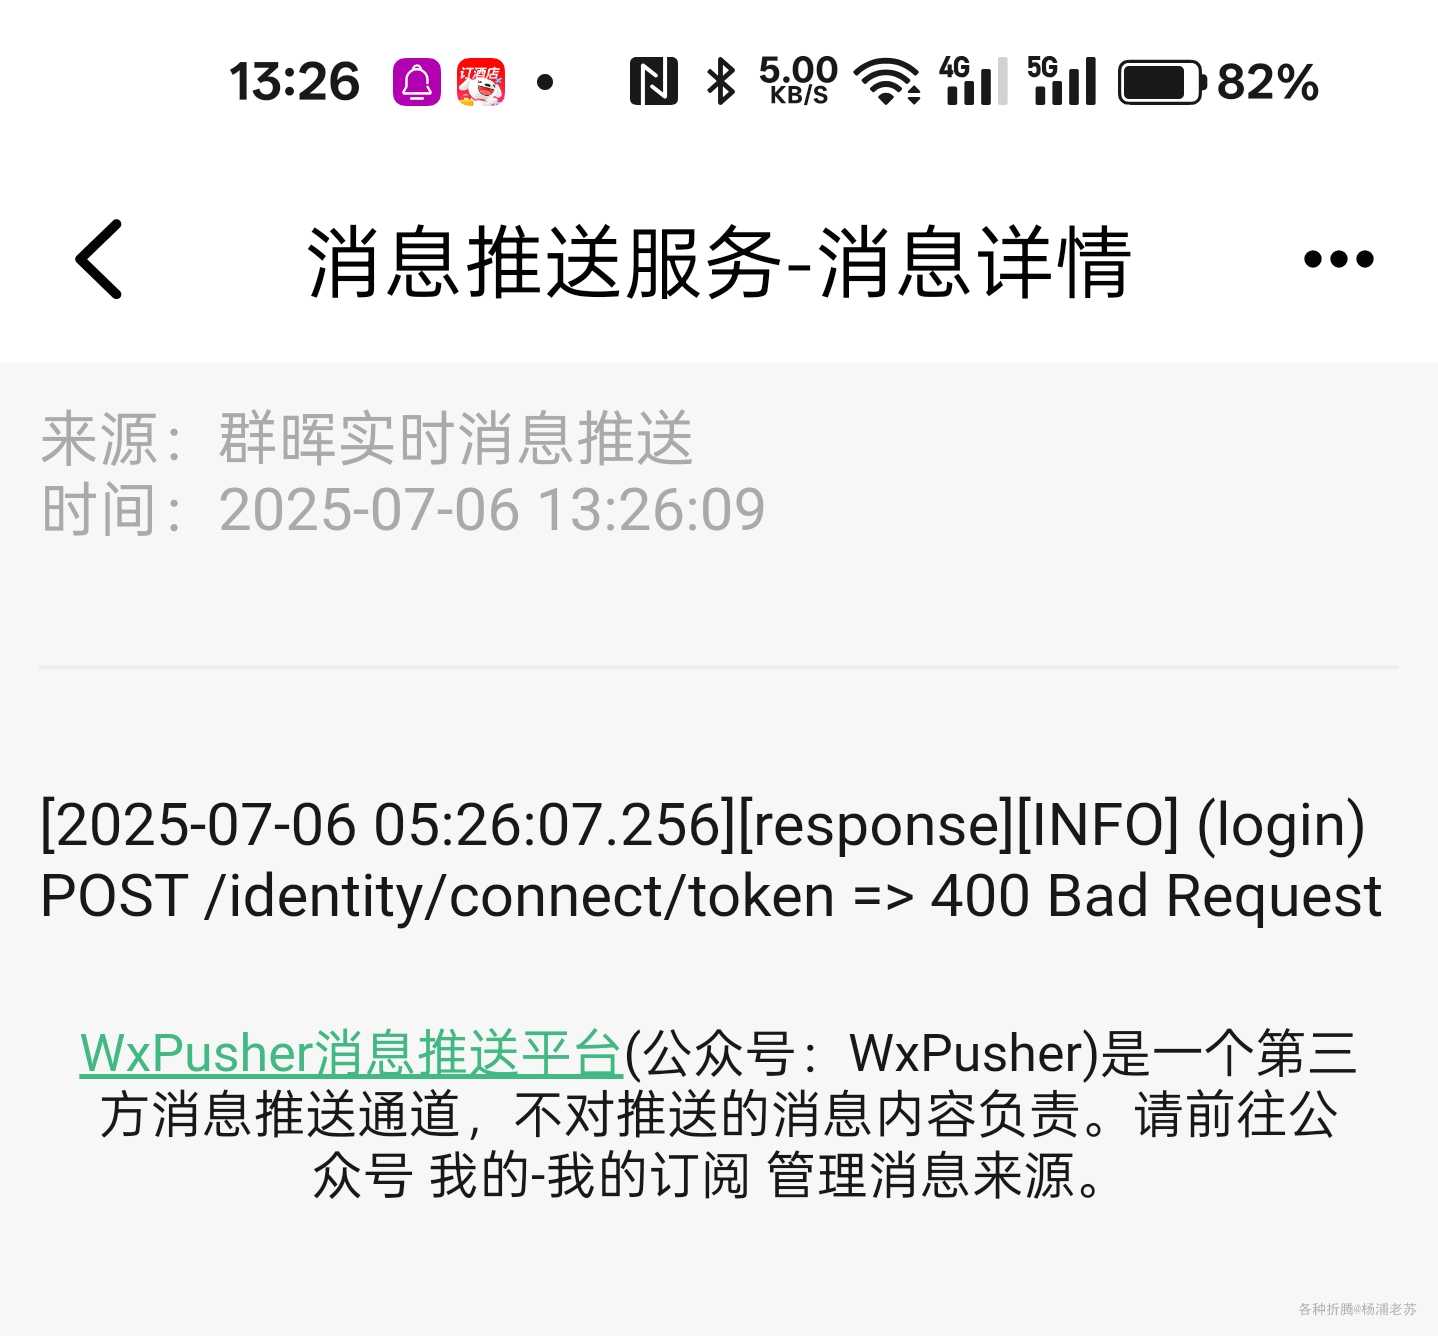 13:26 订酒店 5.00 KB/S 4G 5G 82%
消息推送服务-消息详情
来源：群晖实时消息推送
时间：2025-07-06 13:26:09
[2025-07-06 05:26:07.256][response][INFO] (login)
POST /identity/connect/token => 400 Bad Request
WxPusher消息推送平台(公众号：WxPusher)是一个第三
方消息推送通道，不对推送的消息内容负责。请前往公
众号 我的-我的订阅 管理消息来源。
各种折腾@杨浦老苏